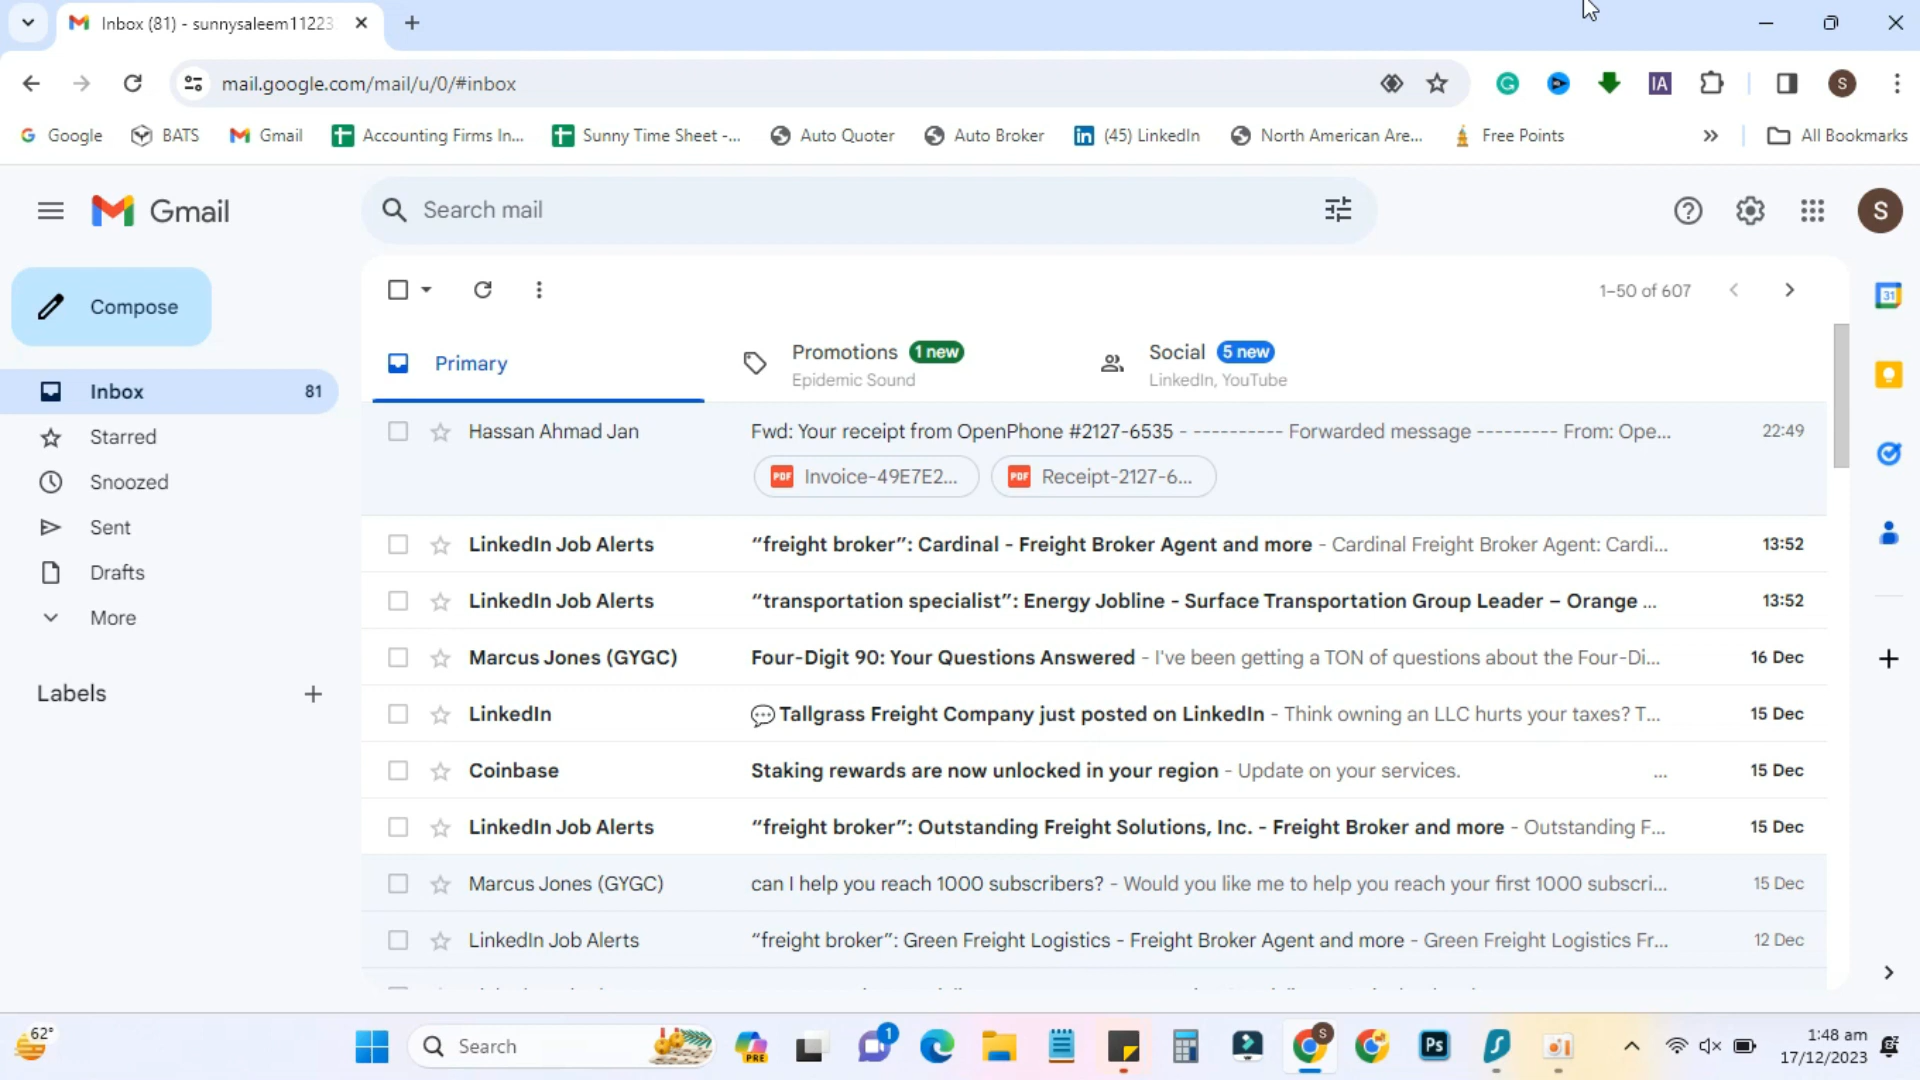 Inbox (81) - sunnysaleem11223
mail.google.com/mail/u/0/#inbox
Google BATS Gmail Accounting Firms In... Sunny Time Sheet -... Auto Quoter Auto Broker (45) LinkedIn North American Are... Free Points » All Bookmarks
Gmail
Search mail
S
Compose
1–50 of 607
Primary
Promotions 1 new
Epidemic Sound
Social 5 new
LinkedIn, YouTube
Inbox 81
Starred
Snoozed
Sent
Drafts
More
Labels
Hassan Ahmad Jan Fwd: Your receipt from OpenPhone #2127-6535 - ---------- Forwarded message --------- From: Ope... 22:49
PDF Invoice-49E7E2... PDF Receipt-2127-6...
LinkedIn Job Alerts “freight broker”: Cardinal - Freight Broker Agent and more - Cardinal Freight Broker Agent: Cardi... 13:52
LinkedIn Job Alerts “transportation specialist”: Energy Jobline - Surface Transportation Group Leader – Orange ... 13:52
Marcus Jones (GYGC) Four-Digit 90: Your Questions Answered - I've been getting a TON of questions about the Four-Di... 16 Dec
LinkedIn Tallgrass Freight Company just posted on LinkedIn - Think owning an LLC hurts your taxes? T... 15 Dec
Coinbase Staking rewards are now unlocked in your region - Update on your services. ... 15 Dec
LinkedIn Job Alerts “freight broker”: Outstanding Freight Solutions, Inc. - Freight Broker and more - Outstanding F... 15 Dec
Marcus Jones (GYGC) can I help you reach 1000 subscribers? - Would you like me to help you reach your first 1000 subscri... 15 Dec
LinkedIn Job Alerts “freight broker”: Green Freight Logistics - Freight Broker Agent and more - Green Freight Logistics Fr... 12 Dec
62°
Search
PRE
1
S
Ps
1:48 am
17/12/2023
IA
S
31